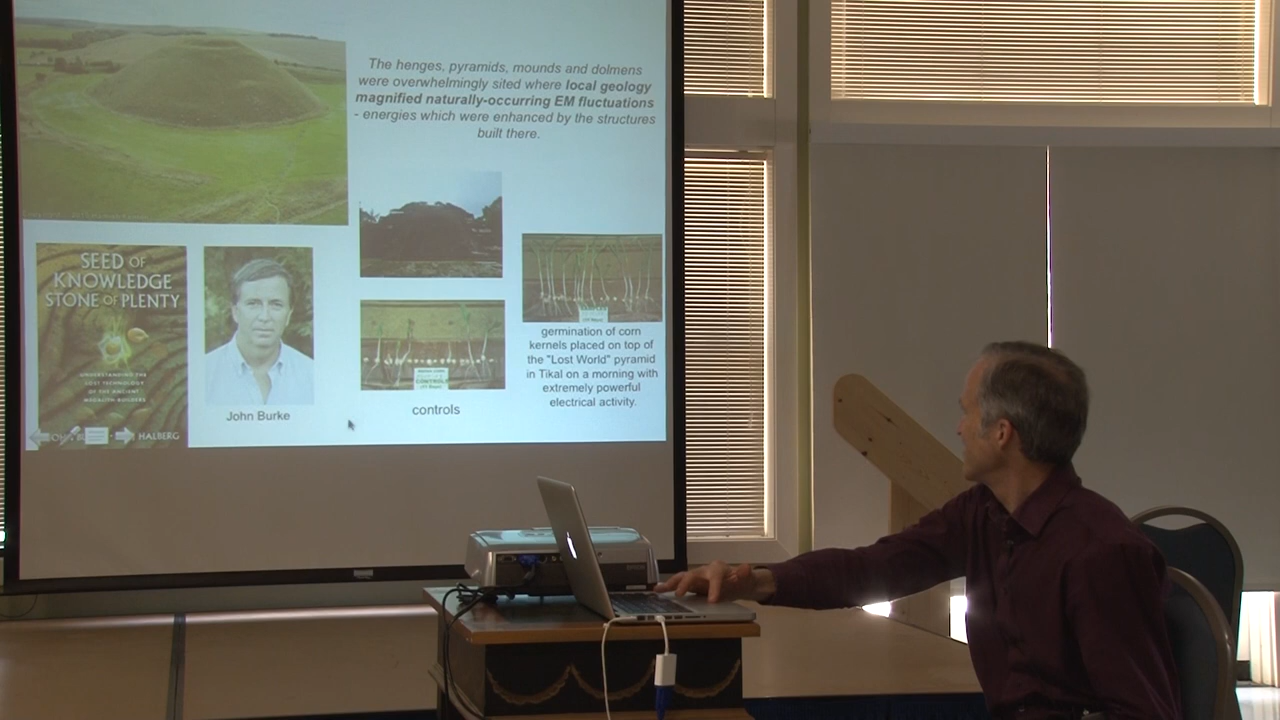 The henges, pyramids, mounds and dolmens
were overwhelmingly sited where local geology
magnified naturally-occurring EM fluctuations
- energies which were enhanced by the structures
built there.
SEED OF
KNOWLEDGE
STONE OF PLENTY
UNDERSTANDING THE
LOST TECHNOLOGY
OF THE ANCIENT
MEGALITH BUILDERS
HALBERG
John Burke
CONTROLS
controls
SAMPLES
germination of corn
kernels placed on top of
the "Lost World" pyramid
in Tikal on a morning with
extremely powerful
electrical activity.